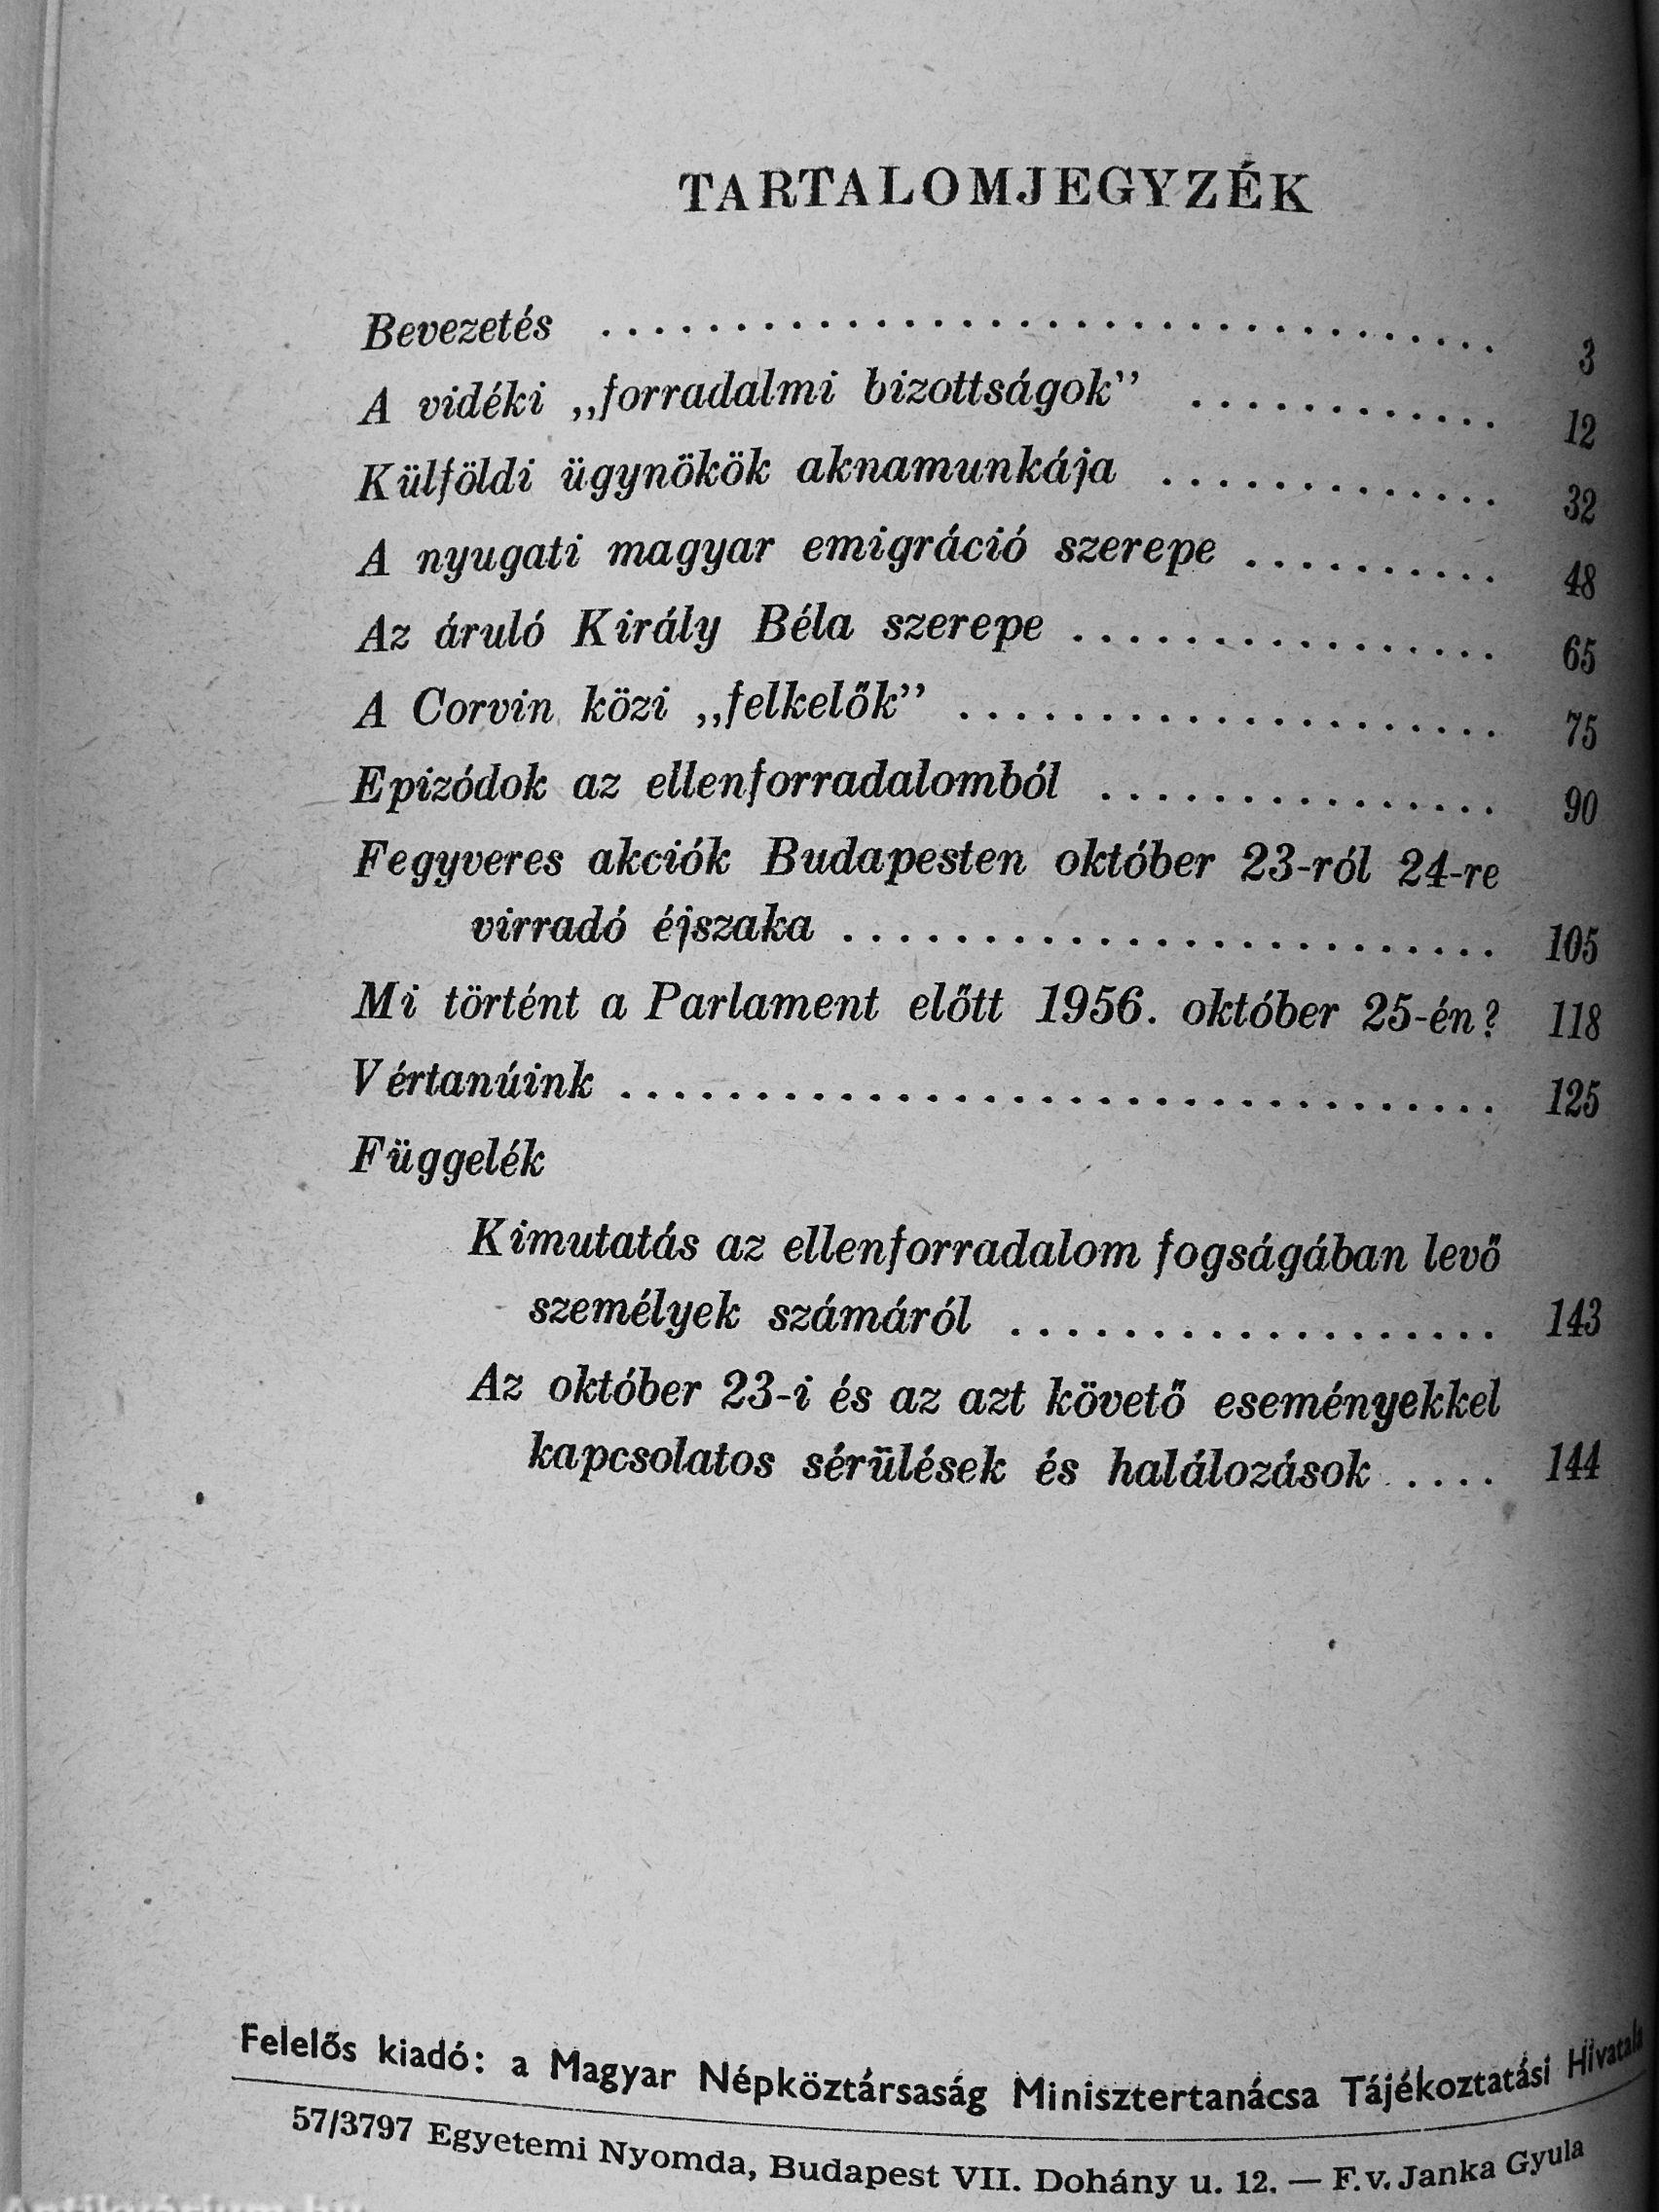 TARTALOMJEGYZÉK
Bevezetés .................................. 3
A vidéki „forradalmi bizottságok” ............ 12
Külföldi ügynökök aknamunkája ............. 32
A nyugati magyar emigráció szerepe .......... 48
Az áruló Király Béla szerepe ................ 65
A Corvin közi „felkelők” .................... 75
Epizódok az ellenforradalomból ............... 90
Fegyveres akciók Budapesten október 23-ról 24-re
virradó éjszaka ........................ 105
Mi történt a Parlament előtt 1956. október 25-én? 118
Vértanúink ................................. 125
Függelék
Kimutatás az ellenforradalom fogságában levő
személyek számáról .................. 143
Az október 23-i és az azt követő eseményekkel
kapcsolatos sérülések és halálozások .... 144
Felelős kiadó: a Magyar Népköztársaság Minisztertanácsa Tájékoztatási Hivatala
57/3797 Egyetemi Nyomda, Budapest VII. Dohány u. 12. — F. v. Janka Gyula
Antikvárium.hu